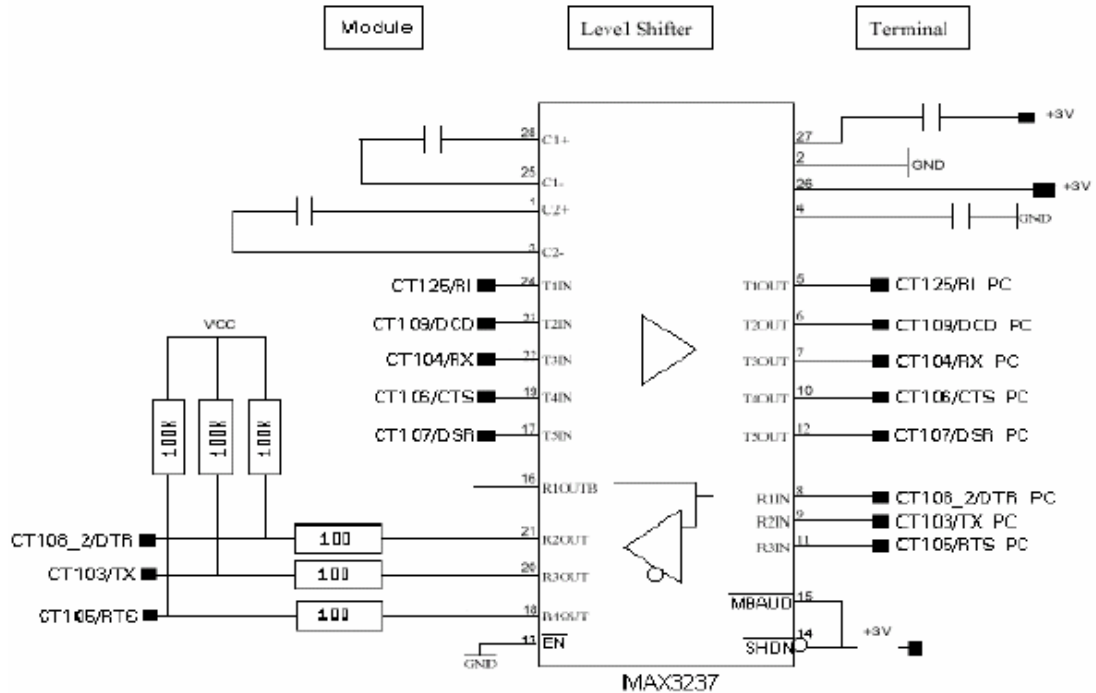 Module
Level Shifter
Terminal
28
C1+
25
C1-
1
C2+
3
C2-
27
+3V
2
GND
26
+3V
4
GND
CT125/RI
24
T1IN
T1OUT
5
CT125/RI PC
CT109/DCD
23
T2IN
T2OUT
6
CT109/DCD PC
CT104/RX
22
T3IN
T3OUT
7
CT104/RX PC
CT106/CTS
19
T4IN
T4OUT
10
CT106/CTS PC
CT107/DSR
17
T5IN
T5OUT
12
CT107/DSR PC
VCC
100K
100K
100K
16
R1OUTB
R1IN
8
CT108_2/DTR PC
R2IN
9
CT103/TX PC
R3IN
11
CT105/RTS PC
CT108_2/DTR
100
21
R2OUT
CT103/TX
100
20
R3OUT
CT105/RTS
100
18
R4OUT
GND
13
EN
MBAUD
15
SHDN
14
+3V
MAX3237